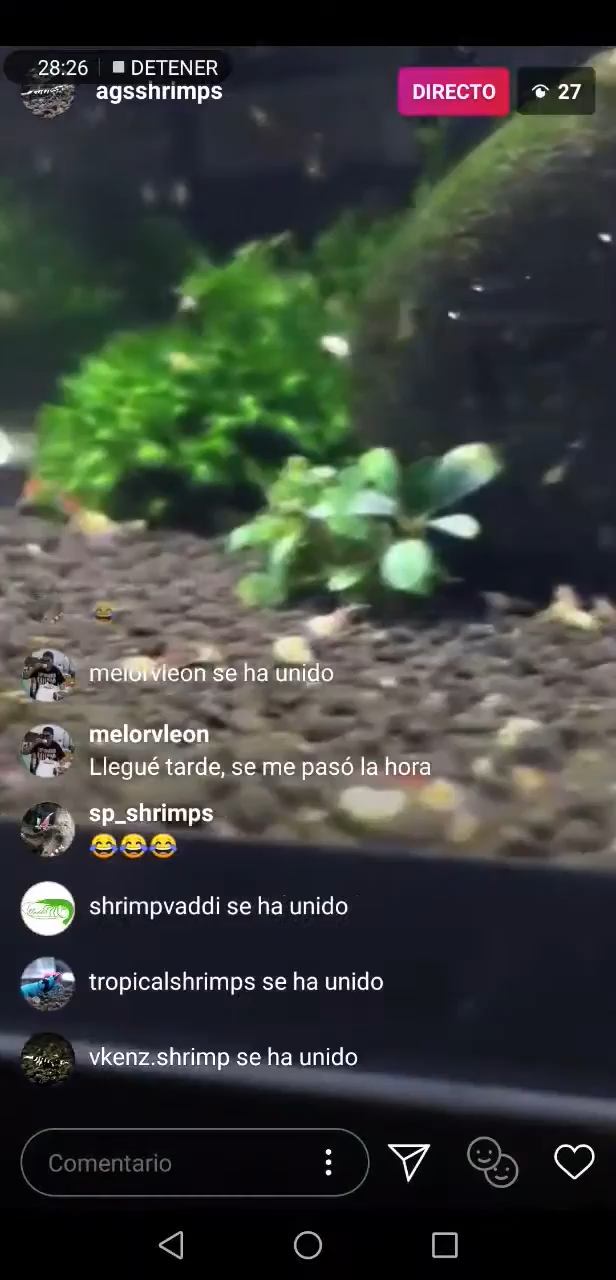 28:26 DETENER
agsshrimps DIRECTO 27
melorvleon se ha unido
melorvleon
Llegué tarde, se me pasó la hora
sp_shrimps
😂😂😂
shrimpvaddi se ha unido
tropicalshrimps se ha unido
vkenz.shrimp se ha unido
Comentario